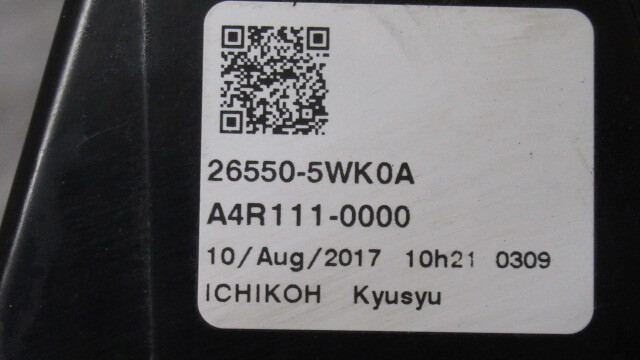 26550-5WK0A
A4R111-0000
10/Aug/2017 10h21 0309
ICHIKOH Kyusyu